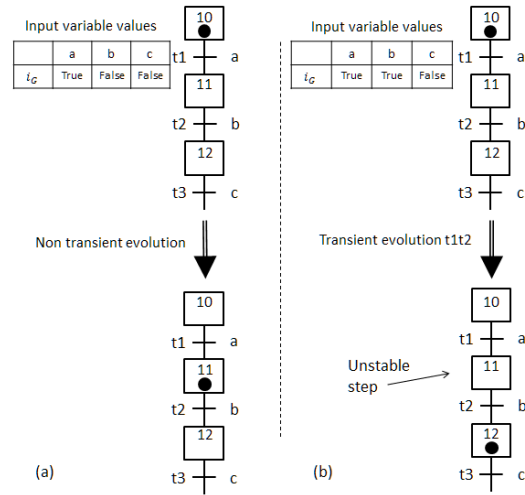 Input variable values
a b c
i_G True False False
10
t1 a
11
t2 b
12
t3 c
Non transient evolution
10
t1 a
11
t2 b
12
t3 c
(a)
Input variable values
a b c
i_G True True False
10
t1 a
11
t2 b
12
t3 c
Transient evolution t1t2
10
t1 a
Unstable
step
11
t2 b
12
t3 c
(b)